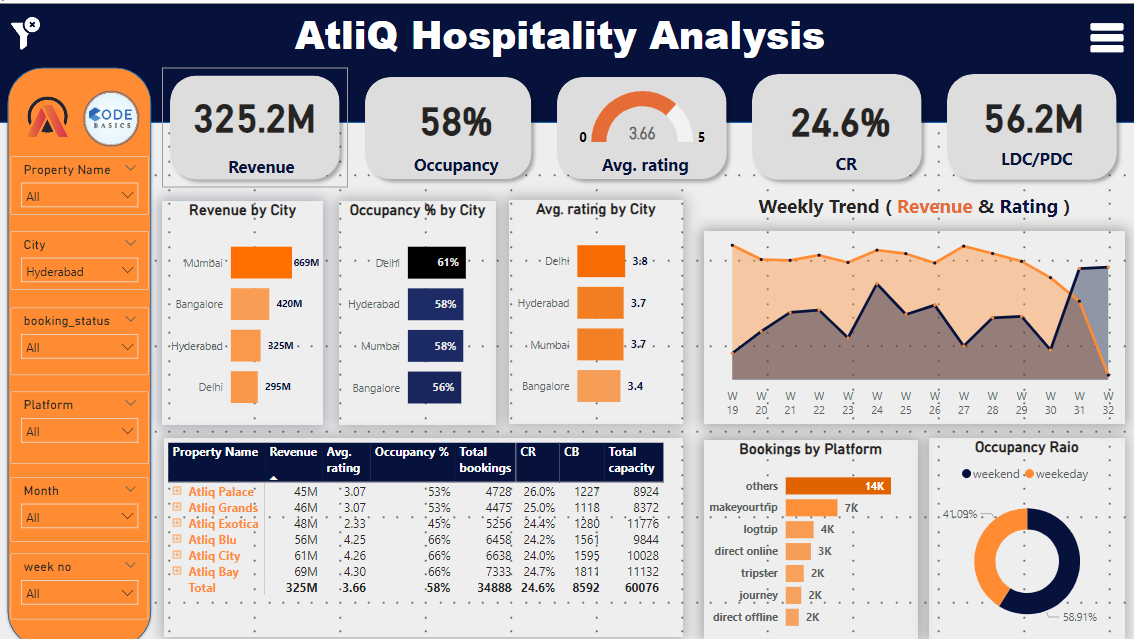 AtliQ Hospitality Analysis
CODE
BASICS
325.2M
Revenue
58%
Occupancy
0
3.66
5
Avg. rating
24.6%
CR
56.2M
LDC/PDC
Property Name
All
City
Hyderabad
booking_status
All
Platform
All
Month
All
week no
All
Revenue by City
Mumbai 669M
Bangalore 420M
Hyderabad 325M
Delhi 295M
Occupancy % by City
Delhi 61%
Hyderabad 58%
Mumbai 58%
Bangalore 56%
Avg. rating by City
Delhi 3.8
Hyderabad 3.7
Mumbai 3.7
Bangalore 3.4
Weekly Trend ( Revenue & Rating )
W W W W W W W W W W W W W W
19 20 21 22 23 24 25 26 27 28 29 30 31 32
Property Name Revenue Avg. rating Occupancy % Total bookings CR CB Total capacity
Atliq Palace 45M 3.07 53% 4728 26.0% 1227 8924
Atliq Grands 46M 3.07 53% 4475 25.0% 1118 8372
Atliq Exotica 48M 2.33 45% 5256 24.4% 1280 11776
Atliq Blu 56M 4.25 66% 6458 24.2% 1561 9844
Atliq City 61M 4.26 66% 6638 24.0% 1595 10028
Atliq Bay 69M 4.30 66% 7333 24.7% 1811 11132
Total 325M 3.66 58% 34888 24.6% 8592 60076
Bookings by Platform
others 14K
makeyourtrip 7K
logtrip 4K
direct online 3K
tripster 2K
journey 2K
direct offline 2K
Occupancy Raio
weekend weekeday
41.09%
58.91%